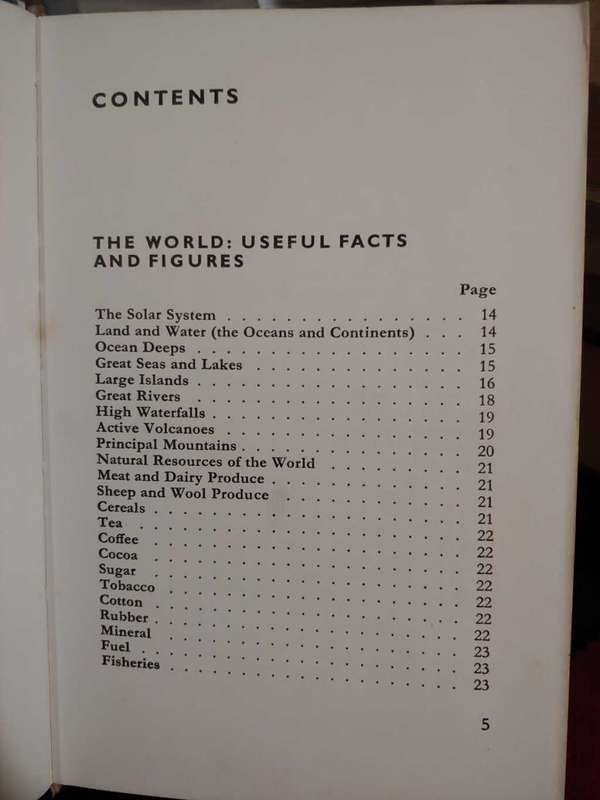 CONTENTS
THE WORLD: USEFUL FACTS
AND FIGURES
Page
The Solar System . . . . . . . . . . . . . . . . 14
Land and Water (the Oceans and Continents) . . . 14
Ocean Deeps . . . . . . . . . . . . . . . . . 15
Great Seas and Lakes . . . . . . . . . . . . . . 15
Large Islands . . . . . . . . . . . . . . . . . 16
Great Rivers . . . . . . . . . . . . . . . . . 18
High Waterfalls . . . . . . . . . . . . . . . . 19
Active Volcanoes . . . . . . . . . . . . . . . . 19
Principal Mountains . . . . . . . . . . . . . . 20
Natural Resources of the World . . . . . . . . . 21
Meat and Dairy Produce . . . . . . . . . . . . . 21
Sheep and Wool Produce . . . . . . . . . . . . 21
Cereals . . . . . . . . . . . . . . . . . . . 21
Tea . . . . . . . . . . . . . . . . . . . . 22
Coffee . . . . . . . . . . . . . . . . . . . 22
Cocoa . . . . . . . . . . . . . . . . . . . 22
Sugar . . . . . . . . . . . . . . . . . . . 22
Tobacco . . . . . . . . . . . . . . . . . . 22
Cotton . . . . . . . . . . . . . . . . . . . 22
Rubber . . . . . . . . . . . . . . . . . . . 22
Mineral . . . . . . . . . . . . . . . . . . 23
Fuel . . . . . . . . . . . . . . . . . . . . 23
Fisheries . . . . . . . . . . . . . . . . . . 23
5